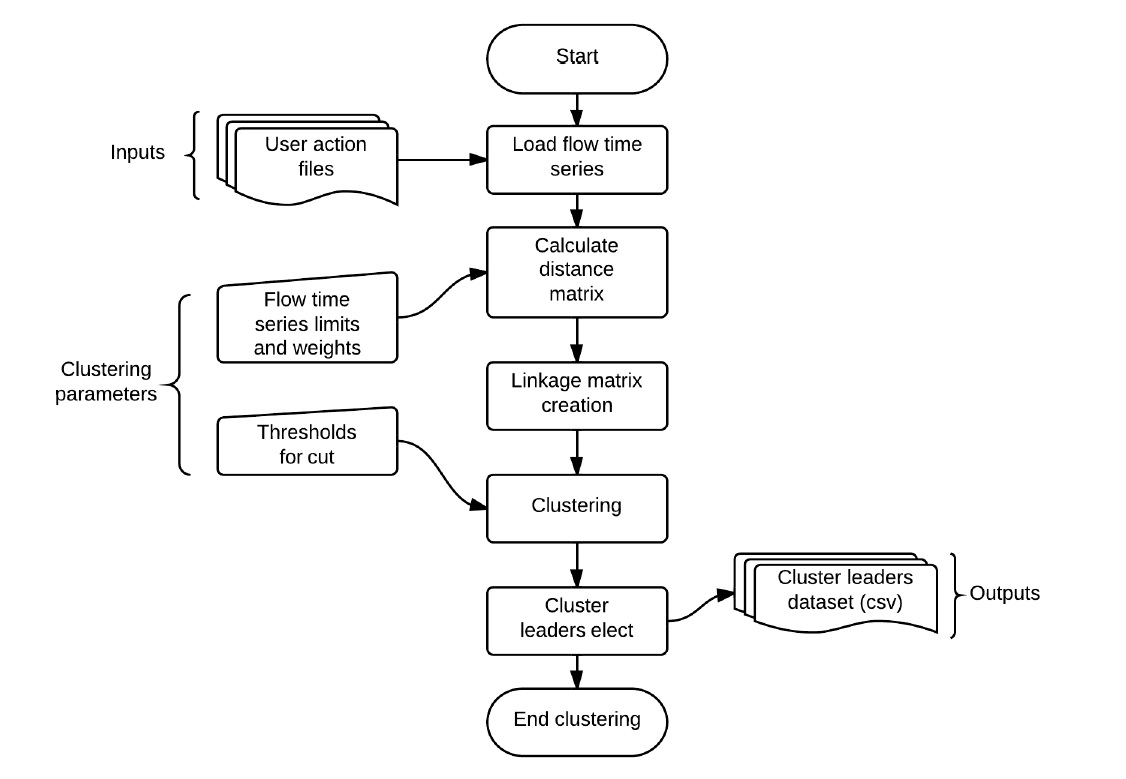 Start
Inputs
User action
files
Load flow time
series
Calculate
distance
matrix
Flow time
series limits
and weights
Clustering
parameters
Linkage matrix
creation
Thresholds
for cut
Clustering
Cluster
leaders elect
Cluster leaders
dataset (csv)
Outputs
End clustering